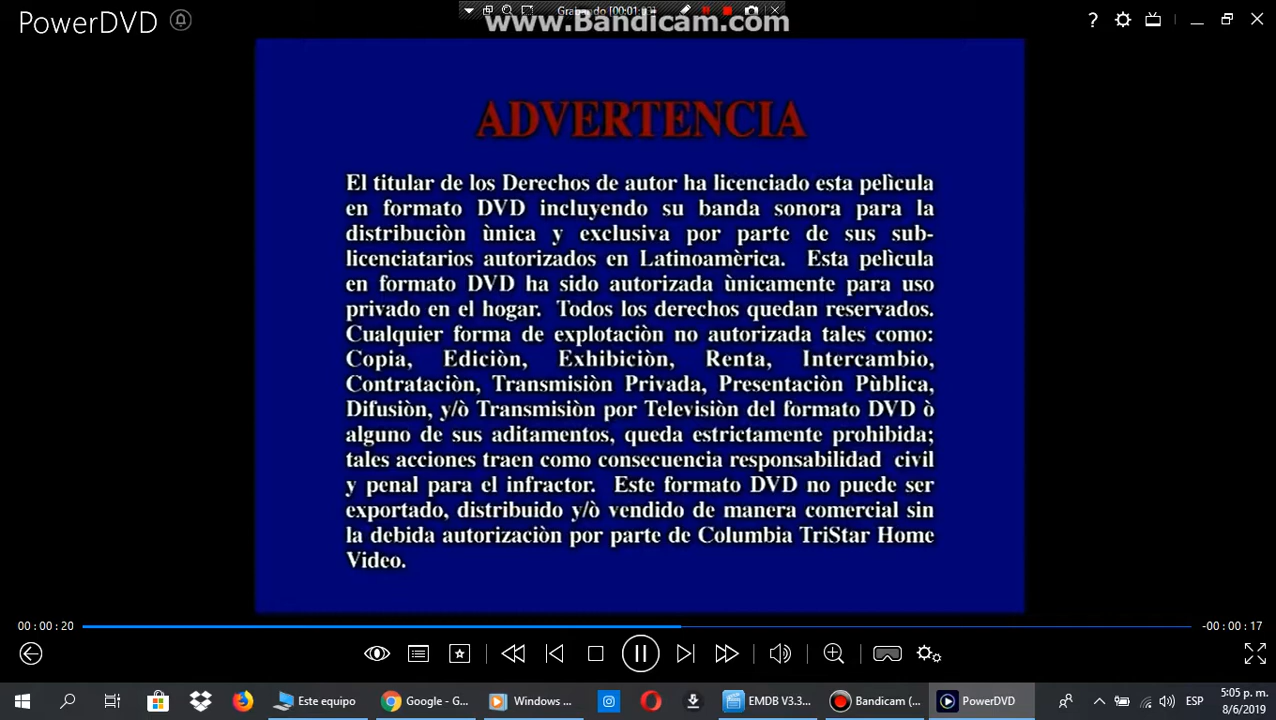 PowerDVD
Grabando [00:01:
www.Bandicam.com
ADVERTENCIA
El titular de los Derechos de autor ha licenciado esta pelìcula
en formato DVD incluyendo su banda sonora para la
distribuciòn ùnica y exclusiva por parte de sus sub-
licenciatarios autorizados en Latinoamèrica. Esta pelìcula
en formato DVD ha sido autorizada ùnicamente para uso
privado en el hogar. Todos los derechos quedan reservados.
Cualquier forma de explotaciòn no autorizada tales como:
Copia, Ediciòn, Exhibiciòn, Renta, Intercambio,
Contrataciòn, Transmisiòn Privada, Presentaciòn Pùblica,
Difusiòn, y/ò Transmisiòn por Televisiòn del formato DVD ò
alguno de sus aditamentos, queda estrictamente prohibida;
tales acciones traen como consecuencia responsabilidad civil
y penal para el infractor. Este formato DVD no puede ser
exportado, distribuido y/ò vendido de manera comercial sin
la debida autorizaciòn por parte de Columbia TriStar Home
Video.
00:00:20
-00:00:17
Este equipo
Google - G...
Windows ...
EMDB V3.3...
Bandicam (...
PowerDVD
ESP
5:05 p. m.
8/6/2019